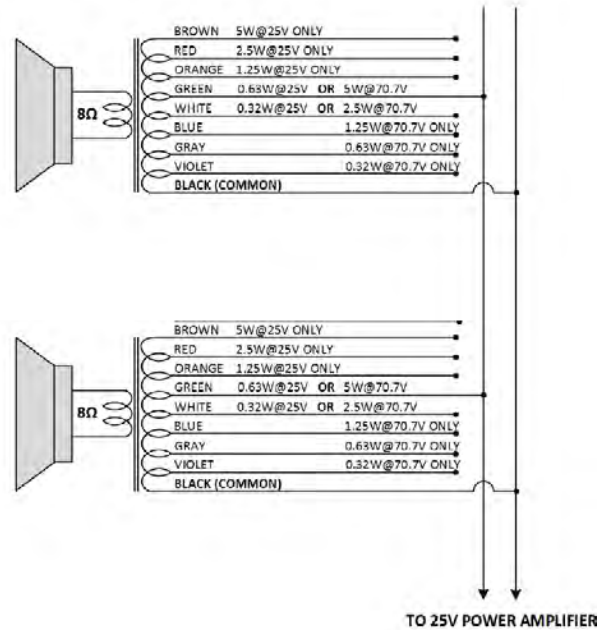 BROWN 5W@25V ONLY
RED 2.5W@25V ONLY
ORANGE 1.25W@25V ONLY
GREEN 0.63W@25V OR 5W@70.7V
8Ω
WHITE 0.32W@25V OR 2.5W@70.7V
BLUE 1.25W@70.7V ONLY
GRAY 0.63W@70.7V ONLY
VIOLET 0.32W@70.7V ONLY
BLACK (COMMON)
BROWN 5W@25V ONLY
RED 2.5W@25V ONLY
ORANGE 1.25W@25V ONLY
GREEN 0.63W@25V OR 5W@70.7V
8Ω
WHITE 0.32W@25V OR 2.5W@70.7V
BLUE 1.25W@70.7V ONLY
GRAY 0.63W@70.7V ONLY
VIOLET 0.32W@70.7V ONLY
BLACK (COMMON)
TO 25V POWER AMPLIFIER